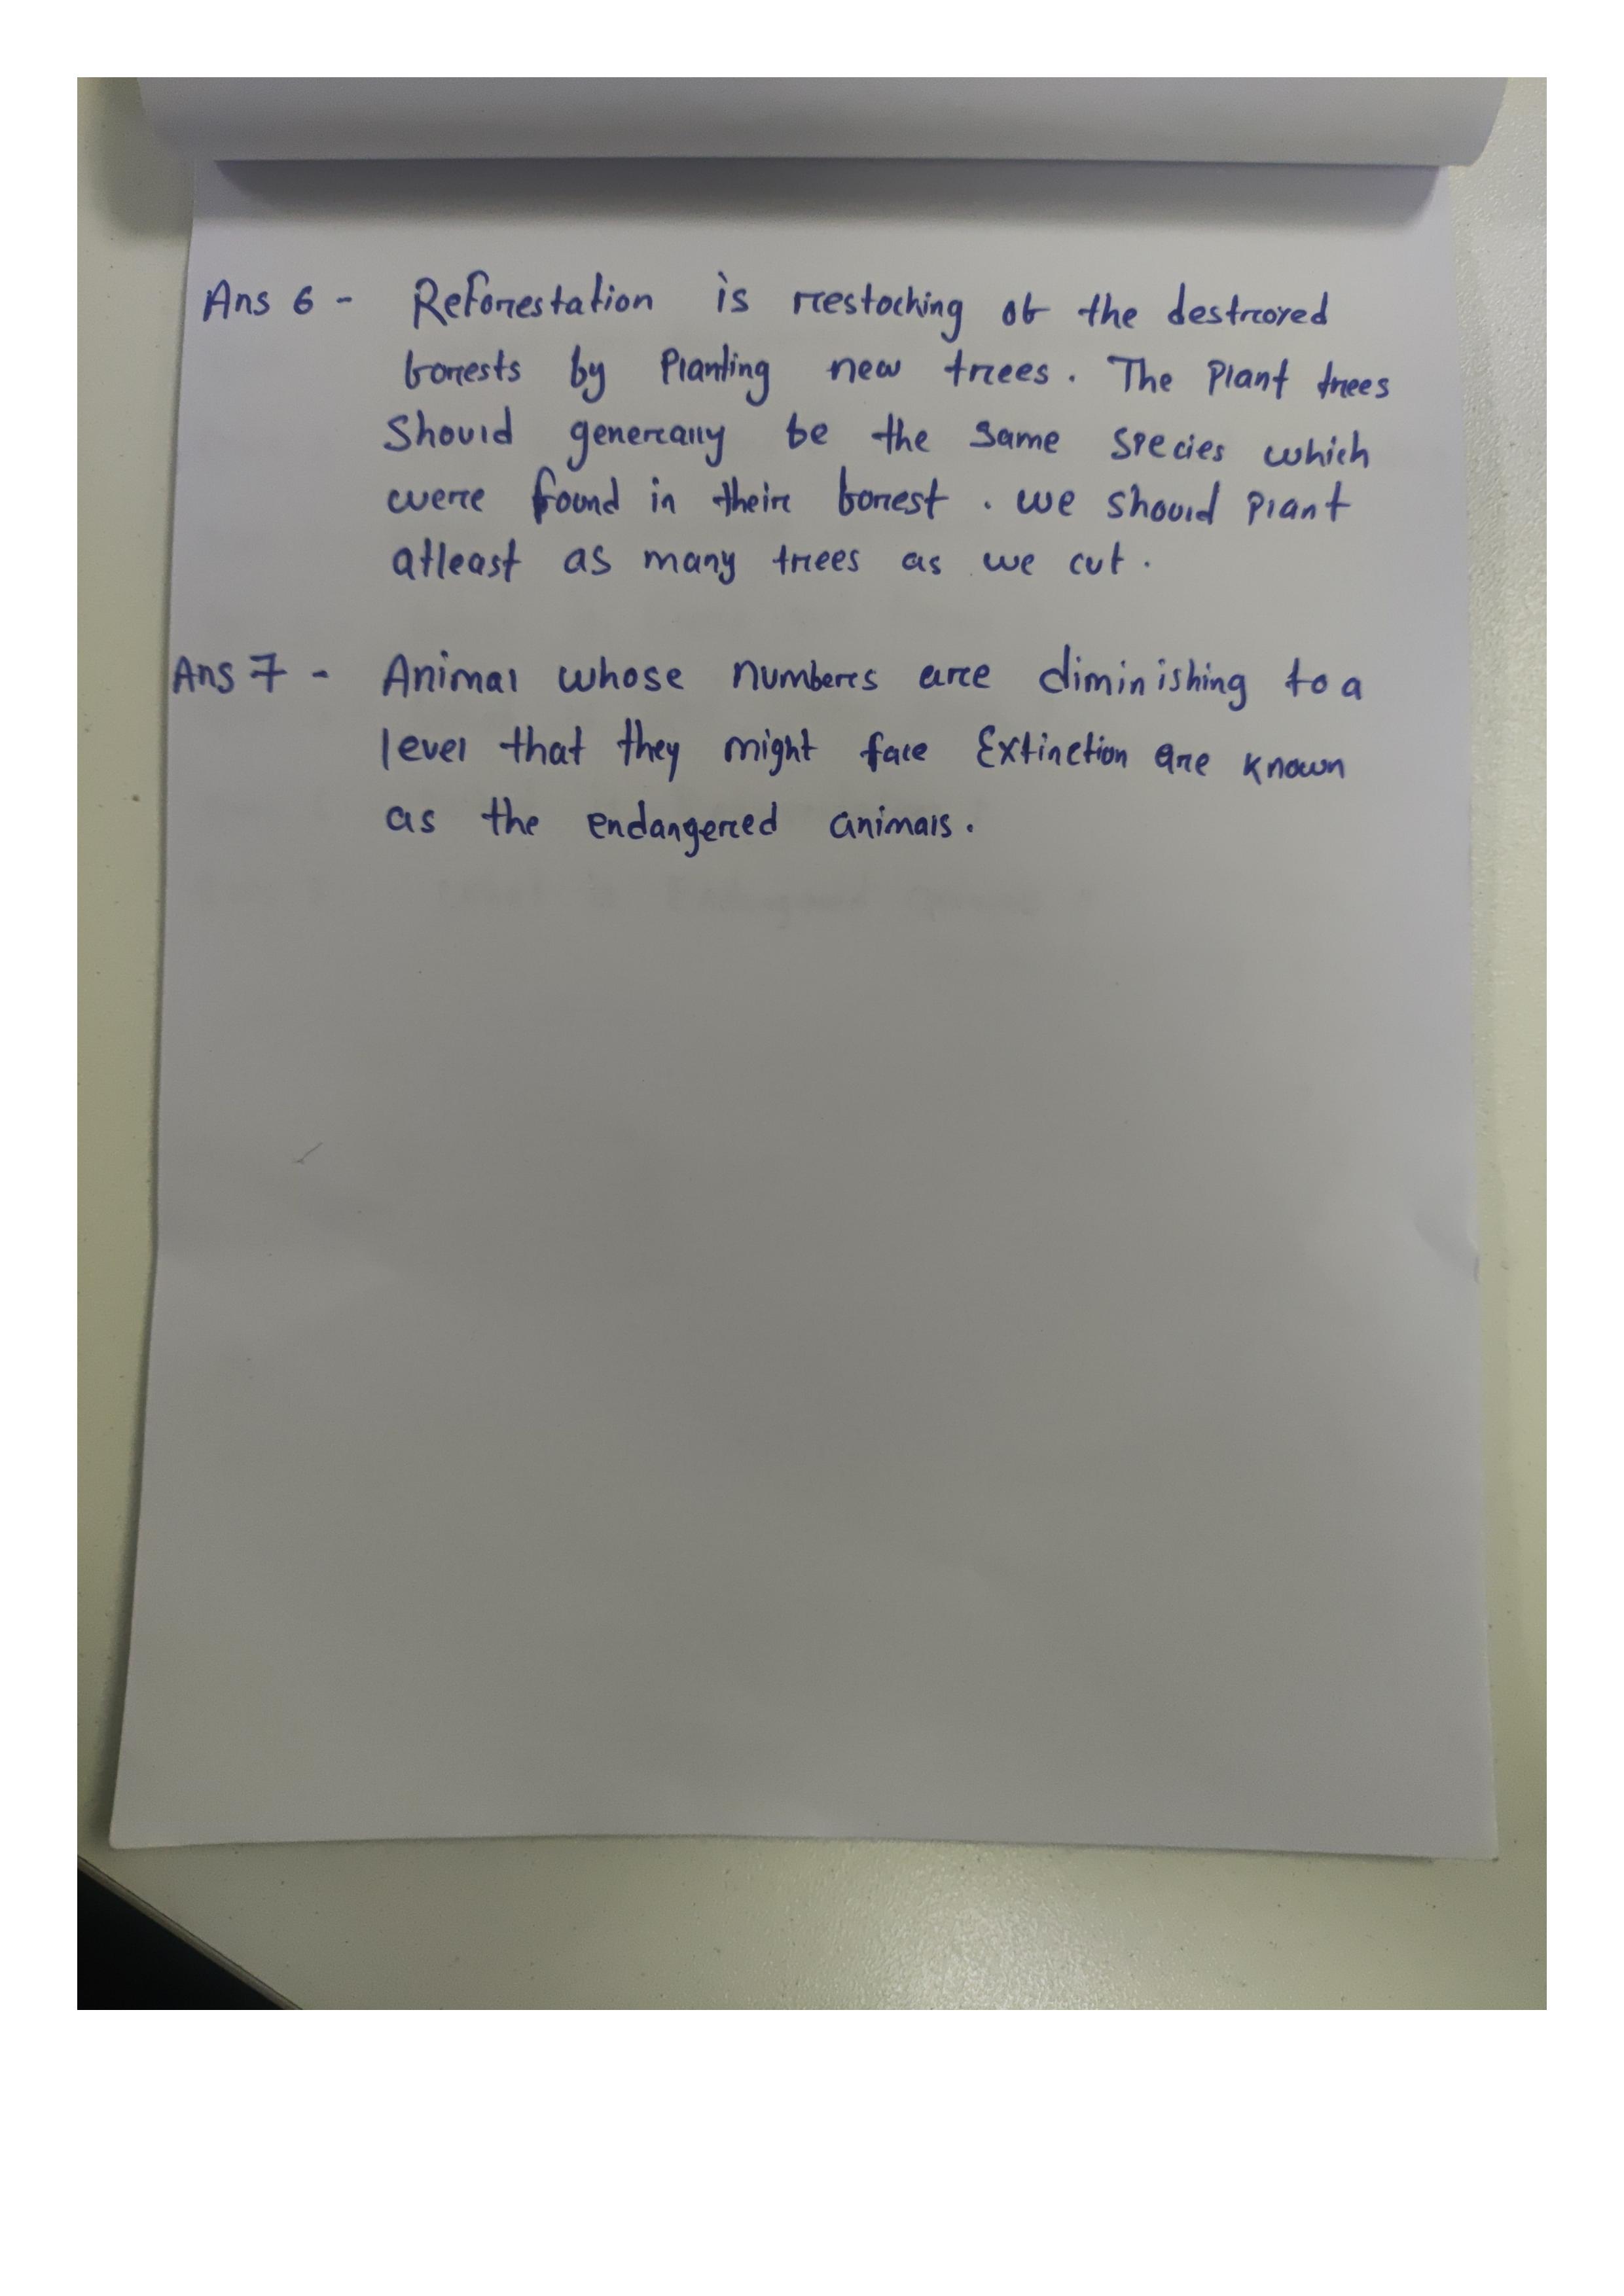 Ans 6 - Reforestation is restocking of the destroyed
forests by Planting new trees. The Plant trees
Should generally be the same species which
were found in their forest. we should plant
atleast as many trees as we cut.
Ans 7 - Animal whose numbers are diminishing to a
level that they might face Extinction are known
as the endangered animals.